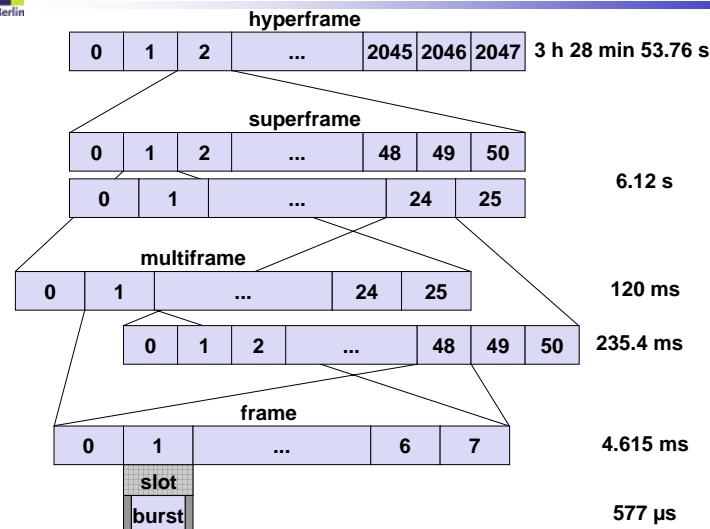 Berlin
hyperframe
0 1 2 ... 2045 2046 2047 3 h 28 min 53.76 s
superframe
0 1 2 ... 48 49 50
6.12 s
0 1 ... 24 25
multiframe
0 1 ... 24 25 120 ms
0 1 2 ... 48 49 50 235.4 ms
frame
0 1 ... 6 7 4.615 ms
slot
burst 577 µs